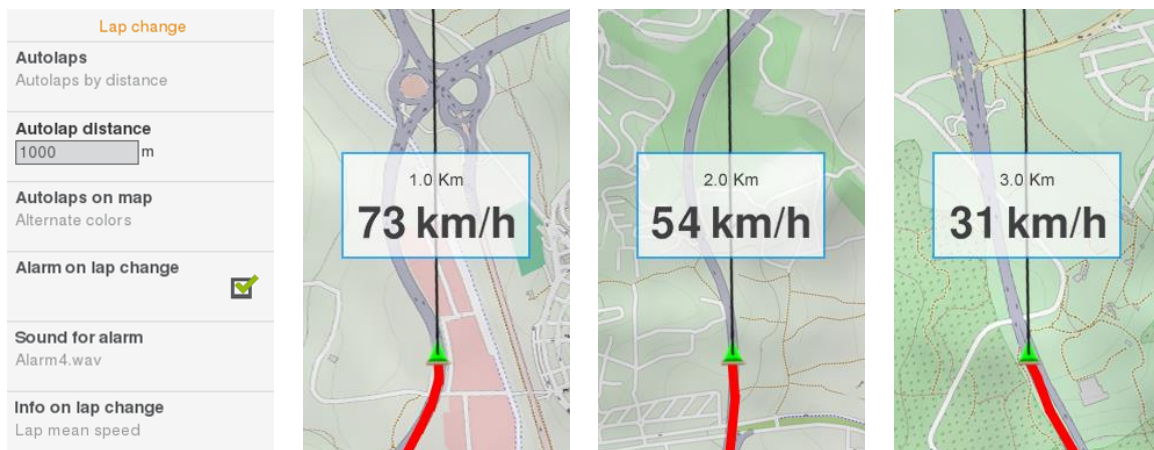 Lap change
Autolaps
Autolaps by distance
Autolap distance
1000 m
Autolaps on map
Alternate colors
Alarm on lap change
Sound for alarm
Alarm4.wav
Info on lap change
Lap mean speed
1.0 Km
73 km/h
2.0 Km
54 km/h
3.0 Km
31 km/h